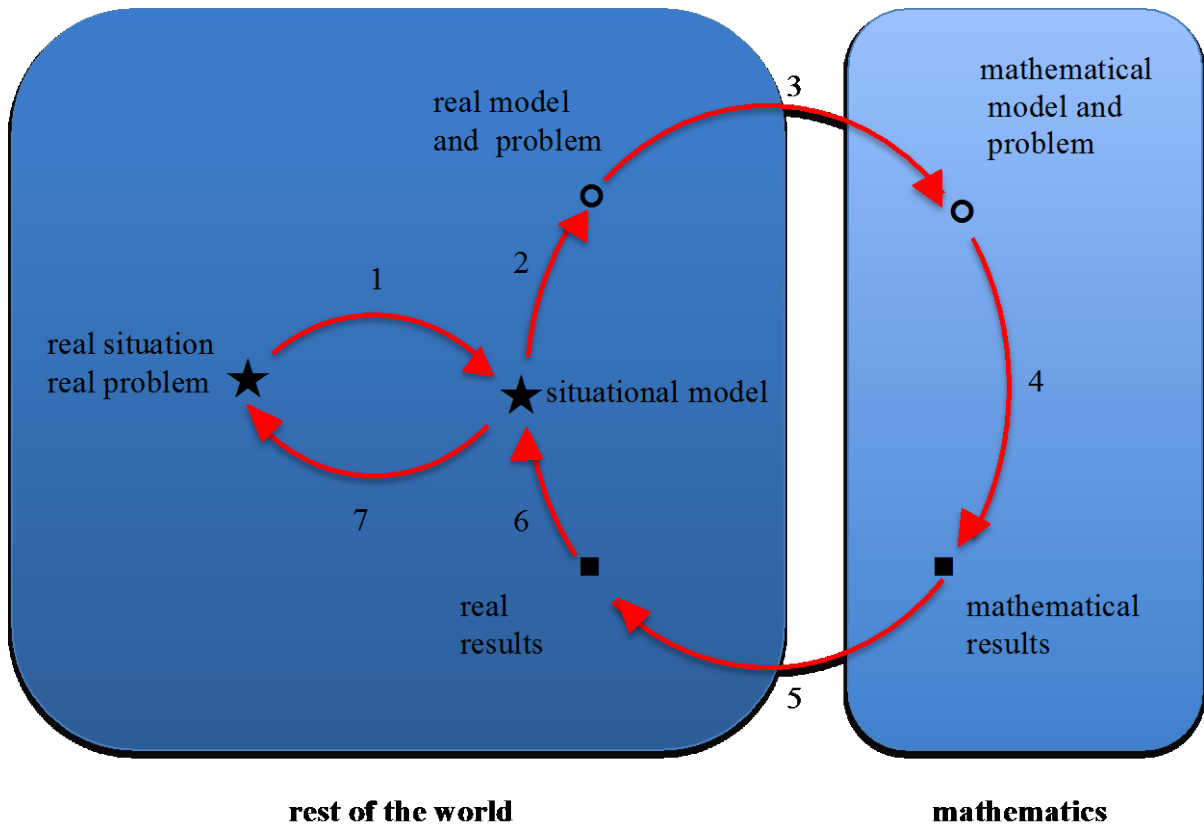 3
mathematical
model and
problem
real model
and problem
2
1
real situation
real problem
situational model
4
7
6
real
results
mathematical
results
5
rest of the world
mathematics